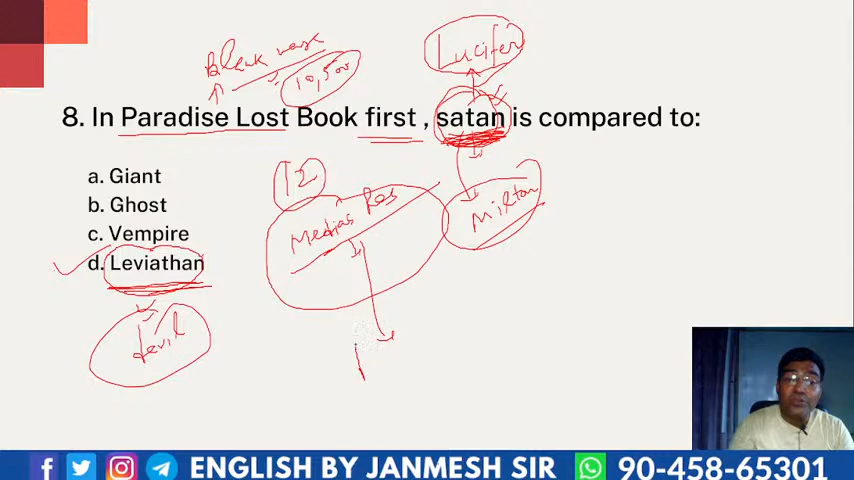 Lucifer
Blank verse
10,500
8. In Paradise Lost Book first , satan is compared to:
a. Giant
12
b. Ghost
Medias Res
Milton
c. Vempire
d. Leviathan
devil
ENGLISH BY JANMESH SIR
90-458-65301